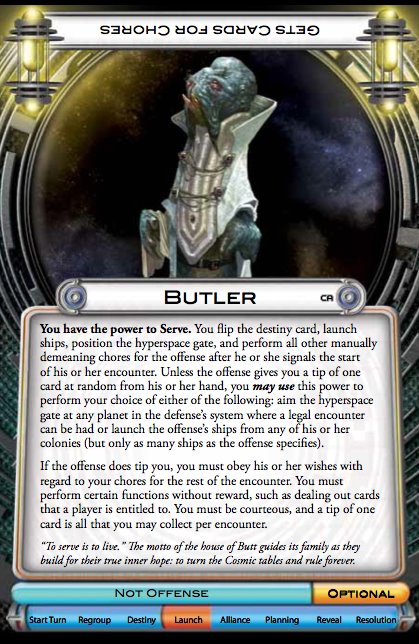 GETS CARDS FOR CHORES
BUTLER
CA
You have the power to Serve. You flip the destiny card, launch
ships, position the hyperspace gate, and perform all other manually
demeaning chores for the offense after he or she signals the start
of his or her encounter. Unless the offense gives you a tip of one
card at random from his or her hand, you may use this power to
perform your choice of either of the following: aim the hyperspace
gate at any planet in the defense's system where a legal encounter
can be had or launch the offense's ships from any of his or her
colonies (but only as many ships as the offense specifies).
If the offense does tip you, you must obey his or her wishes with
regard to your chores for the rest of the encounter. You must
perform certain functions without reward, such as dealing out cards
that a player is entitled to. You must be courteous, and a tip of one
card is all that you may collect per encounter.
"To serve is to live." The motto of the house of Butt guides its family as they
build for their true inner hope: to turn the Cosmic tables and rule forever.
NOT OFFENSE
OPTIONAL
Start Turn Regroup Destiny Launch Alliance Planning Reveal Resolution